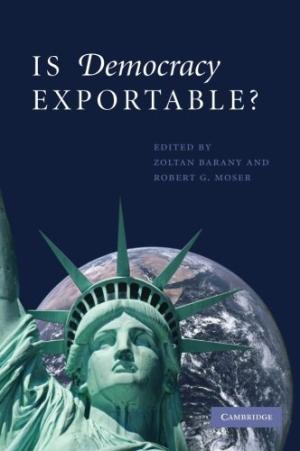 IS Democracy
EXPORTABLE?
EDITED BY
ZOLTAN BARANY AND
ROBERT G. MOSER
CAMBRIDGE